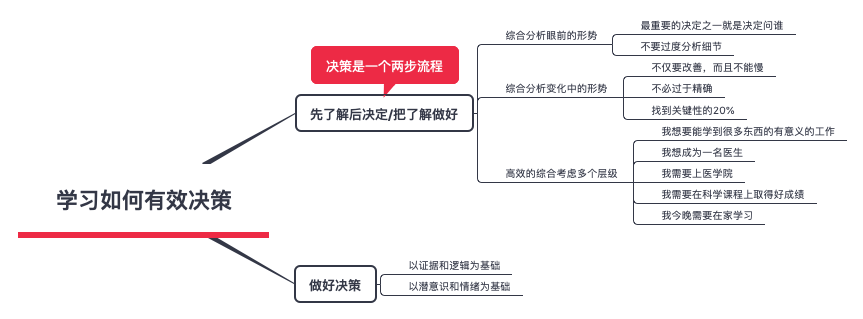 学习如何有效决策
决策是一个两步流程
先了解后决定/把了解做好
综合分析眼前的形势
最重要的决定之一就是决定问谁
不要过度分析细节
综合分析变化中的形势
不仅要改善，而且不能慢
不必过于精确
找到关键性的20%
高效的综合考虑多个层级
我想要能学到很多东西的有意义的工作
我想成为一名医生
我需要上医学院
我需要在科学课程上取得好成绩
我今晚需要在家学习
做好决策
以证据和逻辑为基础
以潜意识和情绪为基础